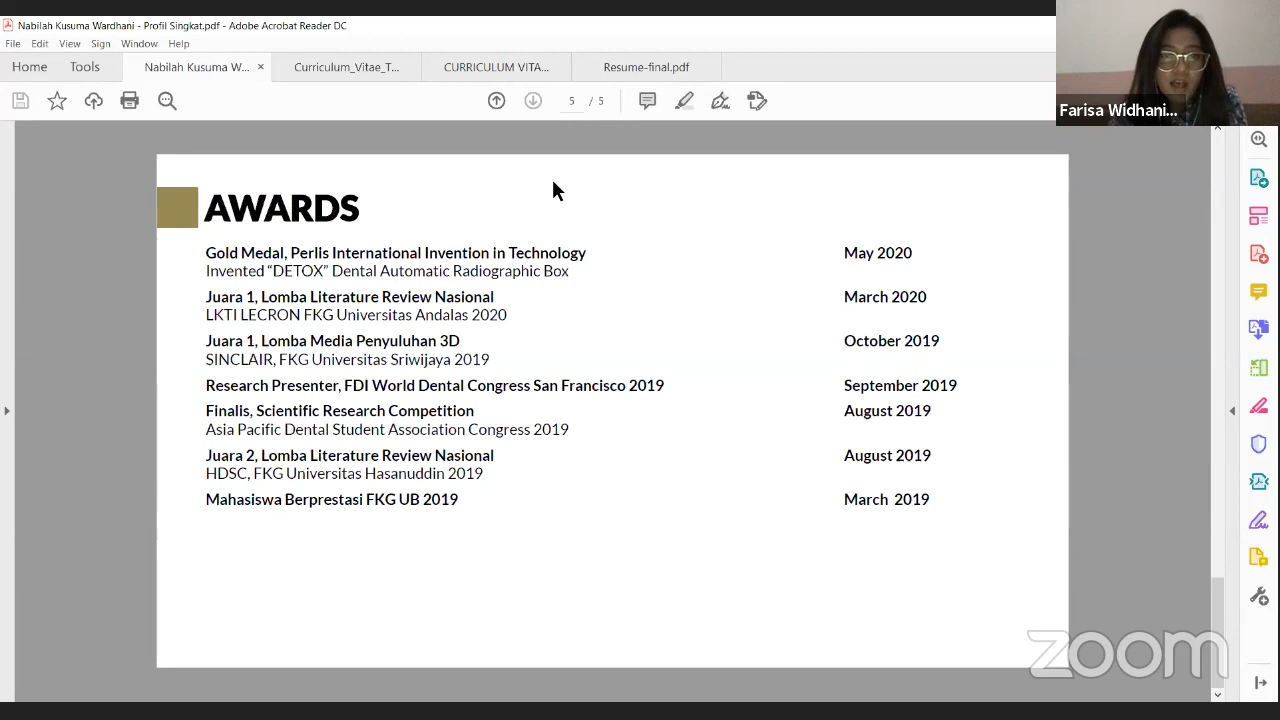 Nabilah Kusuma Wardhani - Profil Singkat.pdf - Adobe Acrobat Reader DC
File Edit View Sign Window Help
Home Tools Nabilah Kusuma W... × Curriculum_Vitae_T... CURRICULUM VITA... Resume-final.pdf
5 / 5
Farisa Widhani...
AWARDS
Gold Medal, Perlis International Invention in Technology May 2020
Invented “DETOX” Dental Automatic Radiographic Box
Juara 1, Lomba Literature Review Nasional March 2020
LKTI LECRON FKG Universitas Andalas 2020
Juara 1, Lomba Media Penyuluhan 3D October 2019
SINCLAIR, FKG Universitas Sriwijaya 2019
Research Presenter, FDI World Dental Congress San Francisco 2019 September 2019
Finalis, Scientific Research Competition August 2019
Asia Pacific Dental Student Association Congress 2019
Juara 2, Lomba Literature Review Nasional August 2019
HDSC, FKG Universitas Hasanuddin 2019
Mahasiswa Berprestasi FKG UB 2019 March 2019
zoom